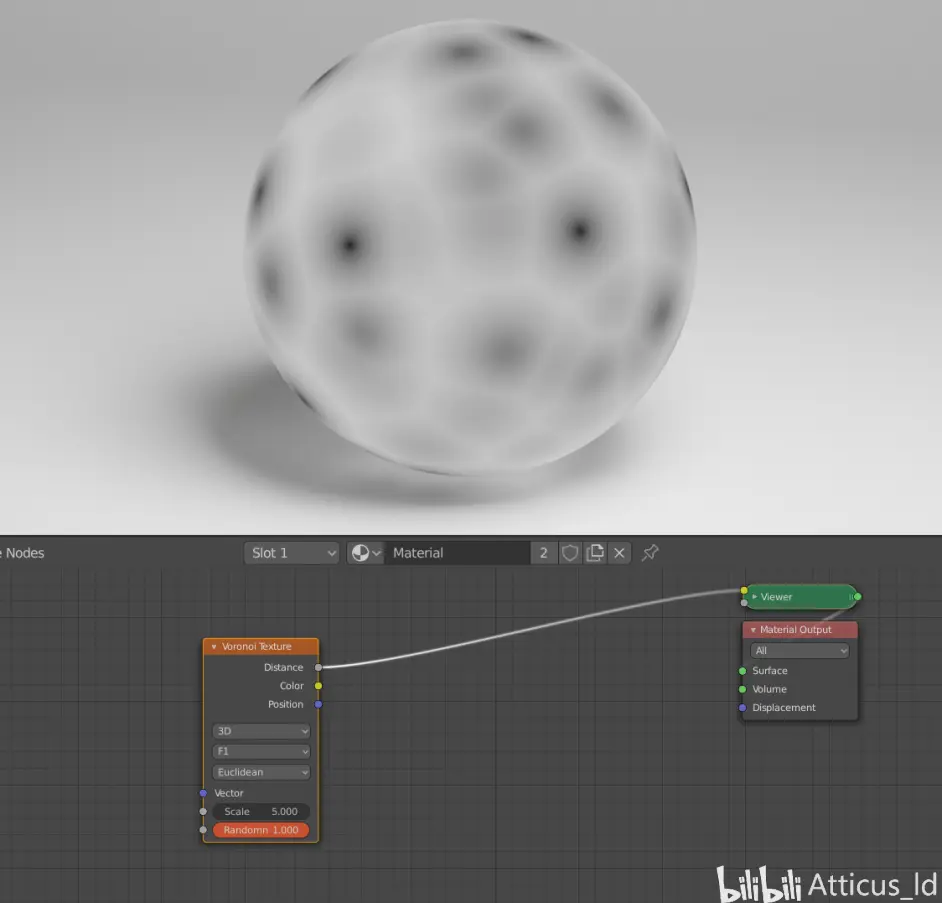 e Nodes
Slot 1
Material
2
Viewer
Material Output
All
Surface
Volume
Displacement
Voronoi Texture
Distance
Color
Position
3D
F1
Euclidean
Vector
Scale 5.000
Randomn 1.000
bilibili Atticus_ld